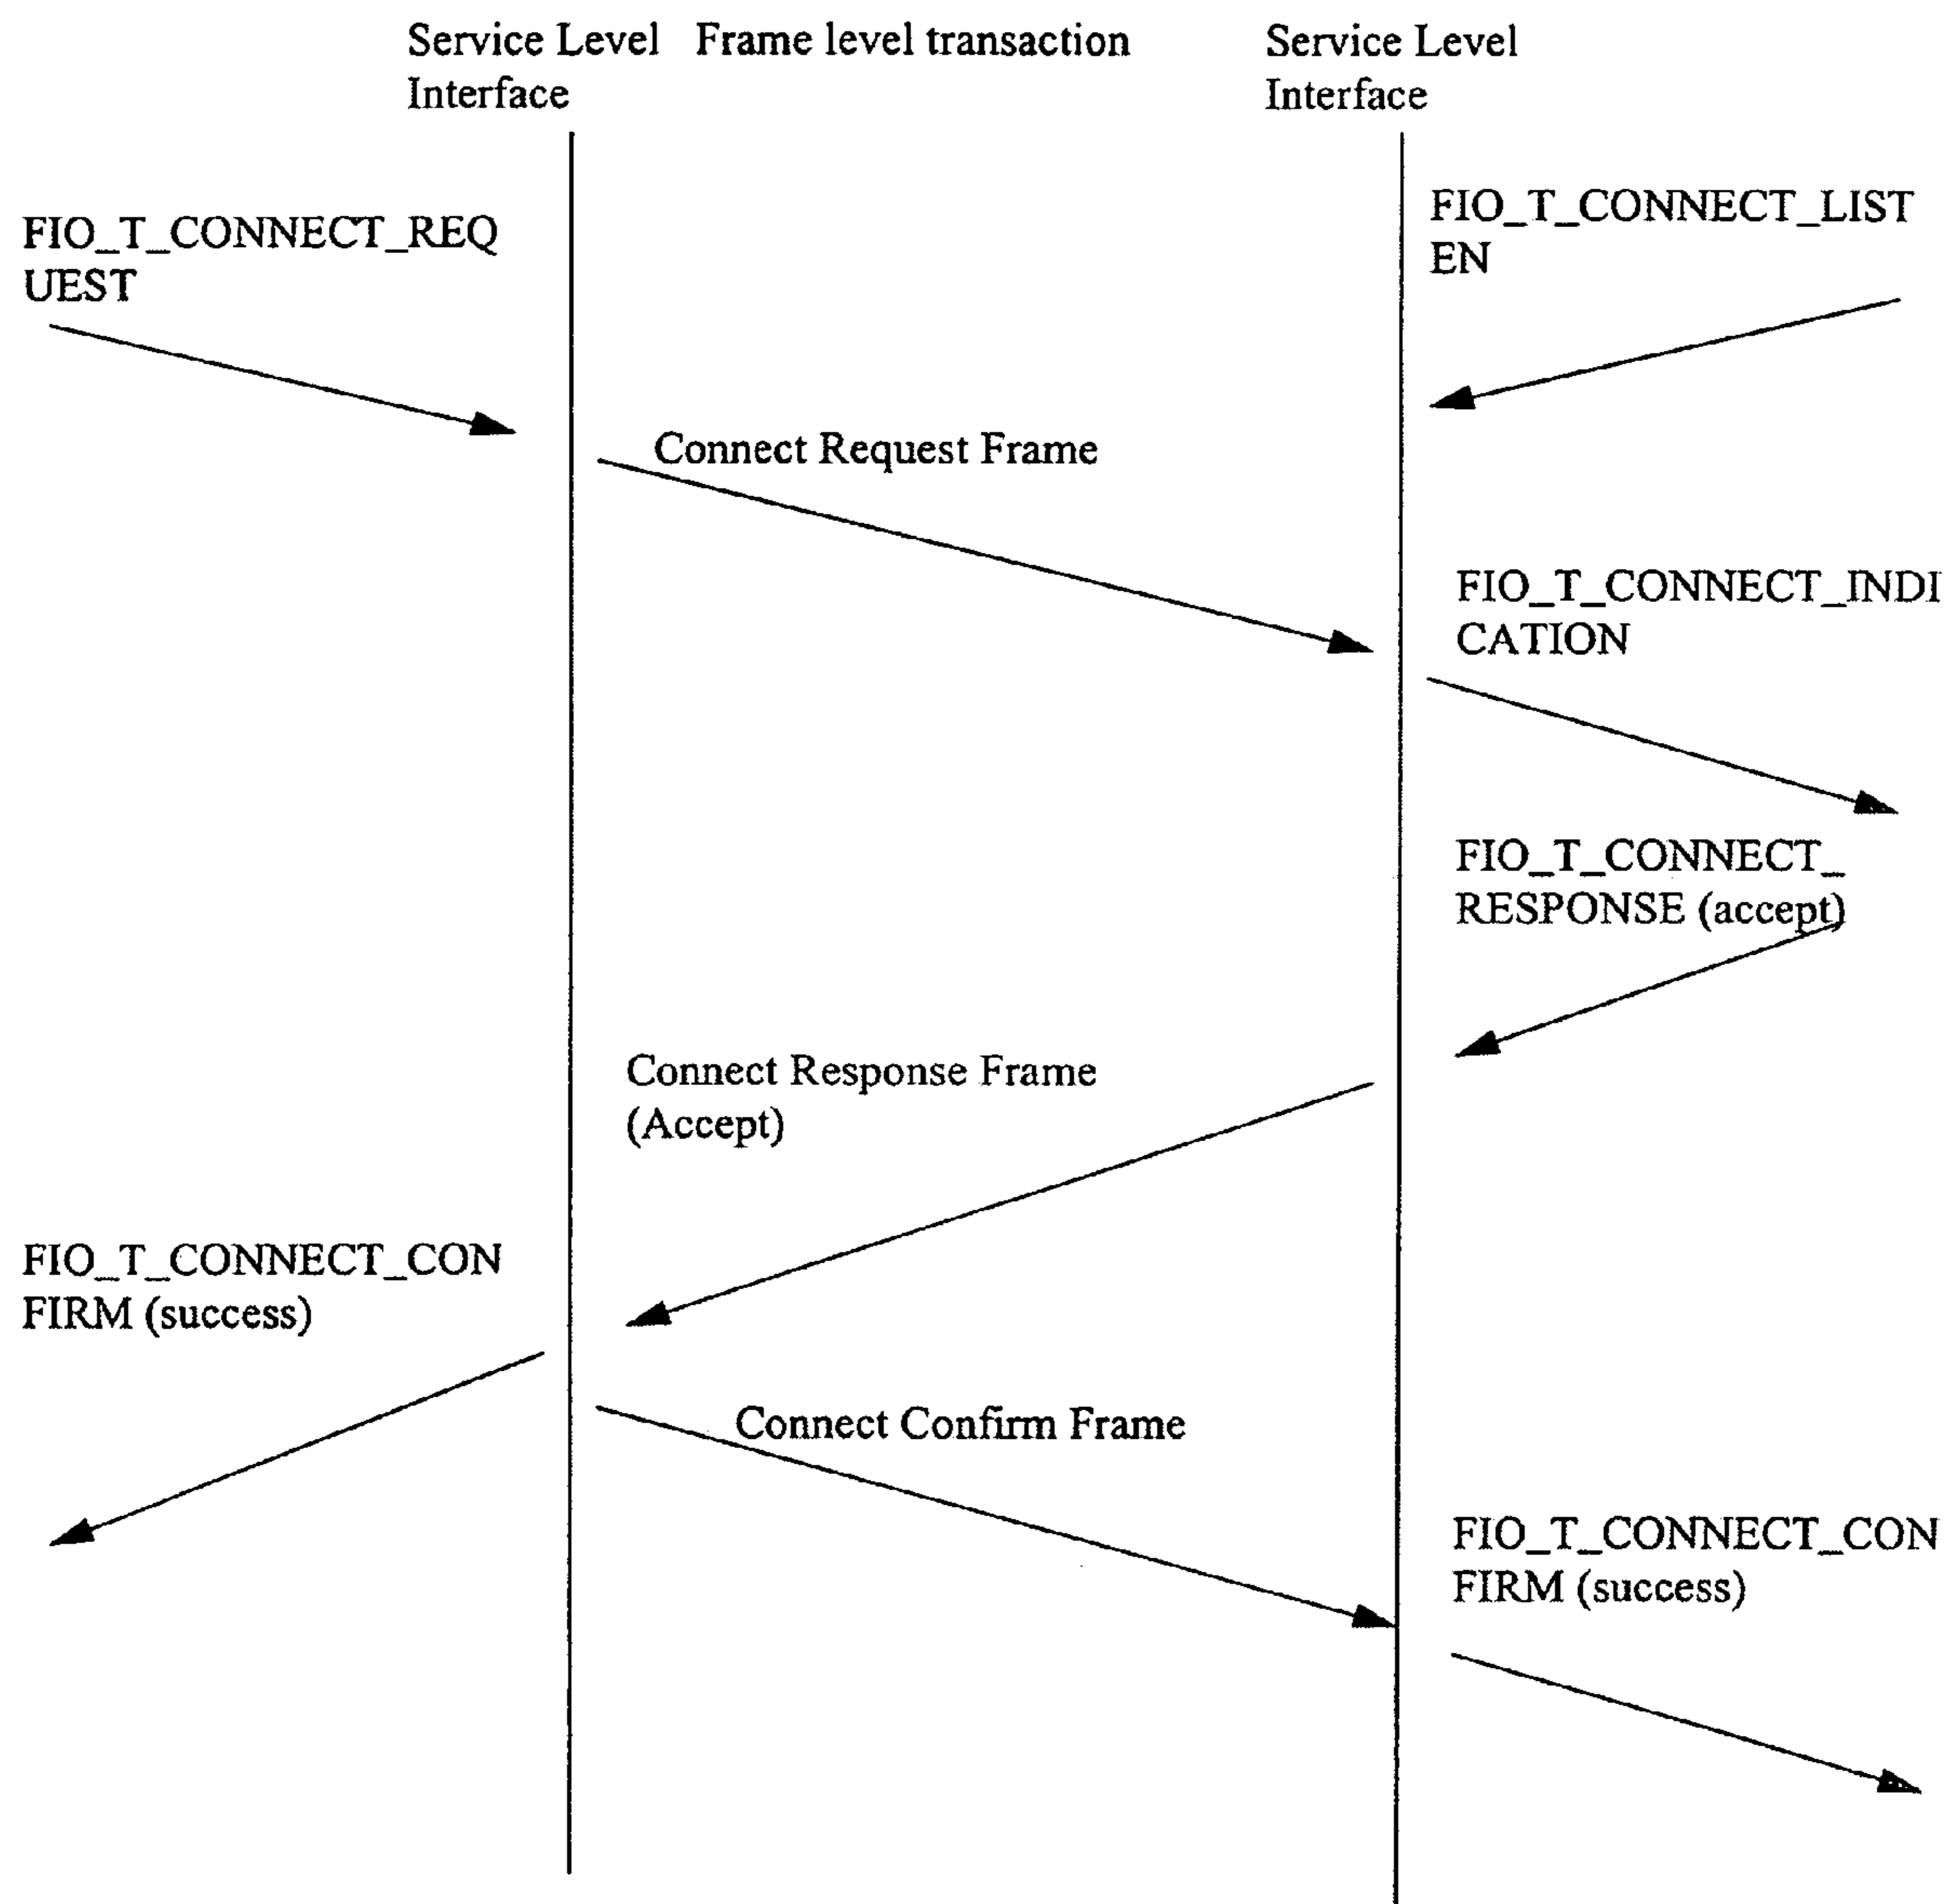 Service Level
Interface
Frame level transaction
Service Level
Interface
FIO_T_CONNECT_REQ
UEST
FIO_T_CONNECT_LIST
EN
Connect Request Frame
FIO_T_CONNECT_INDI
CATION
FIO_T_CONNECT_
RESPONSE (accept)
Connect Response Frame
(Accept)
FIO_T_CONNECT_CON
FIRM (success)
Connect Confirm Frame
FIO_T_CONNECT_CON
FIRM (success)